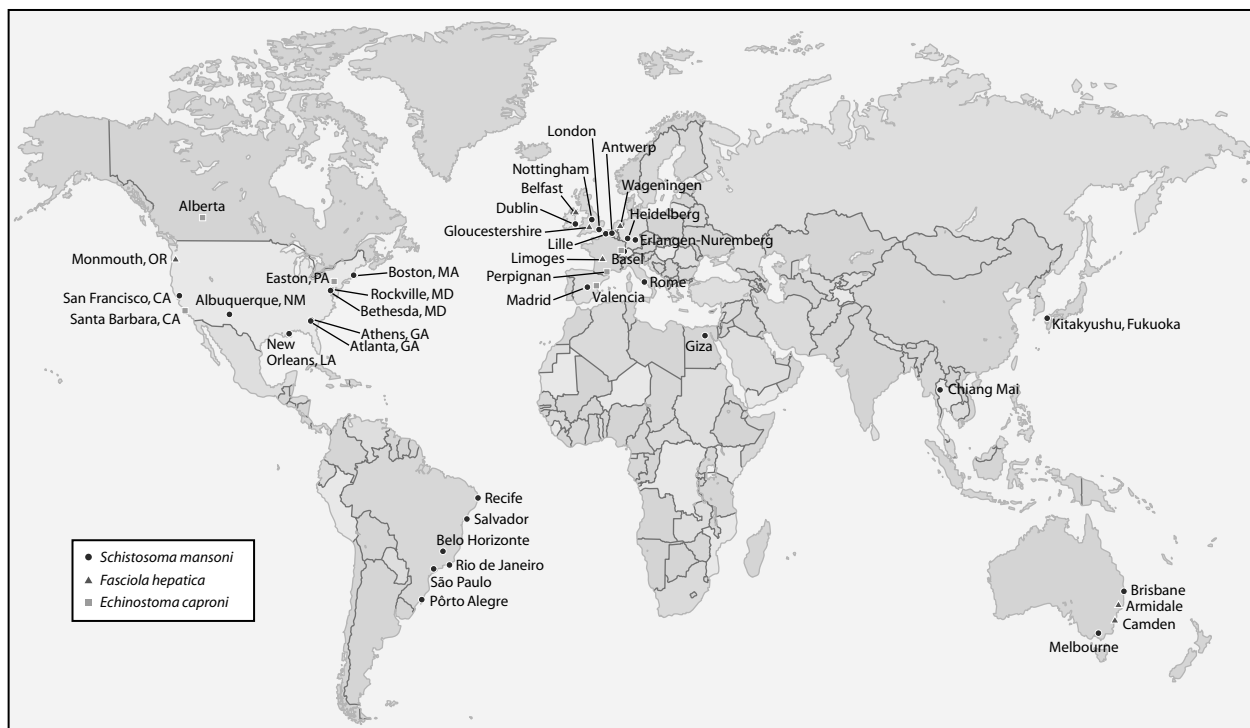 London
Antwerp
Nottingham
Belfast
Wageningen
Dublin
Heidelberg
Alberta
Gloucestershire
Erlangen-Nuremberg
Lille
Monmouth, OR
Limoges
Basel
Easton, PA
Boston, MA
Perpignan
Rome
San Francisco, CA
Albuquerque, NM
Rockville, MD
Madrid
Valencia
Santa Barbara, CA
Bethesda, MD
Kitakyushu, Fukuoka
Athens, GA
New
Orleans, LA
Atlanta, GA
Giza
Chiang Mai
Recife
Salvador
Belo Horizonte
Rio de Janeiro
São Paulo
Pôrto Alegre
Schistosoma mansoni
Fasciola hepatica
Echinostoma caproni
Brisbane
Armidale
Camden
Melbourne